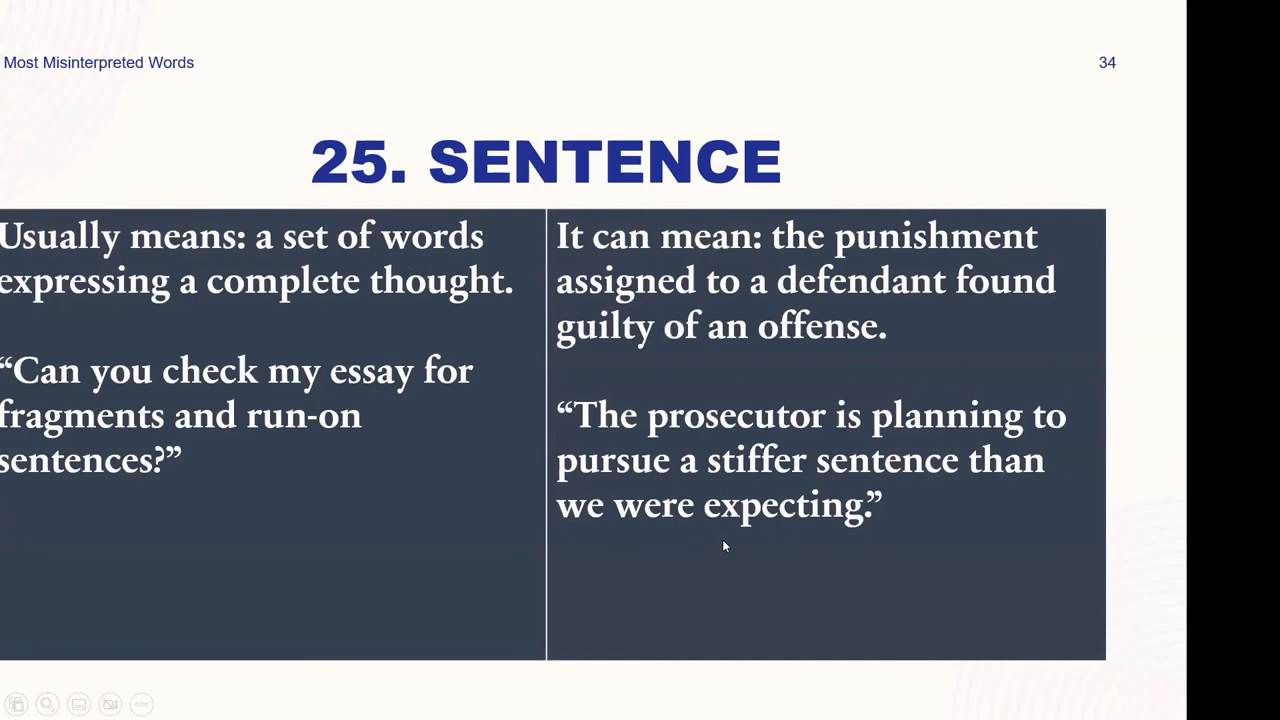 Most Misinterpreted Words
34
25. SENTENCE
Usually means: a set of words
expressing a complete thought.
“Can you check my essay for
fragments and run-on
sentences?”
It can mean: the punishment
assigned to a defendant found
guilty of an offense.
“The prosecutor is planning to
pursue a stiffer sentence than
we were expecting.”